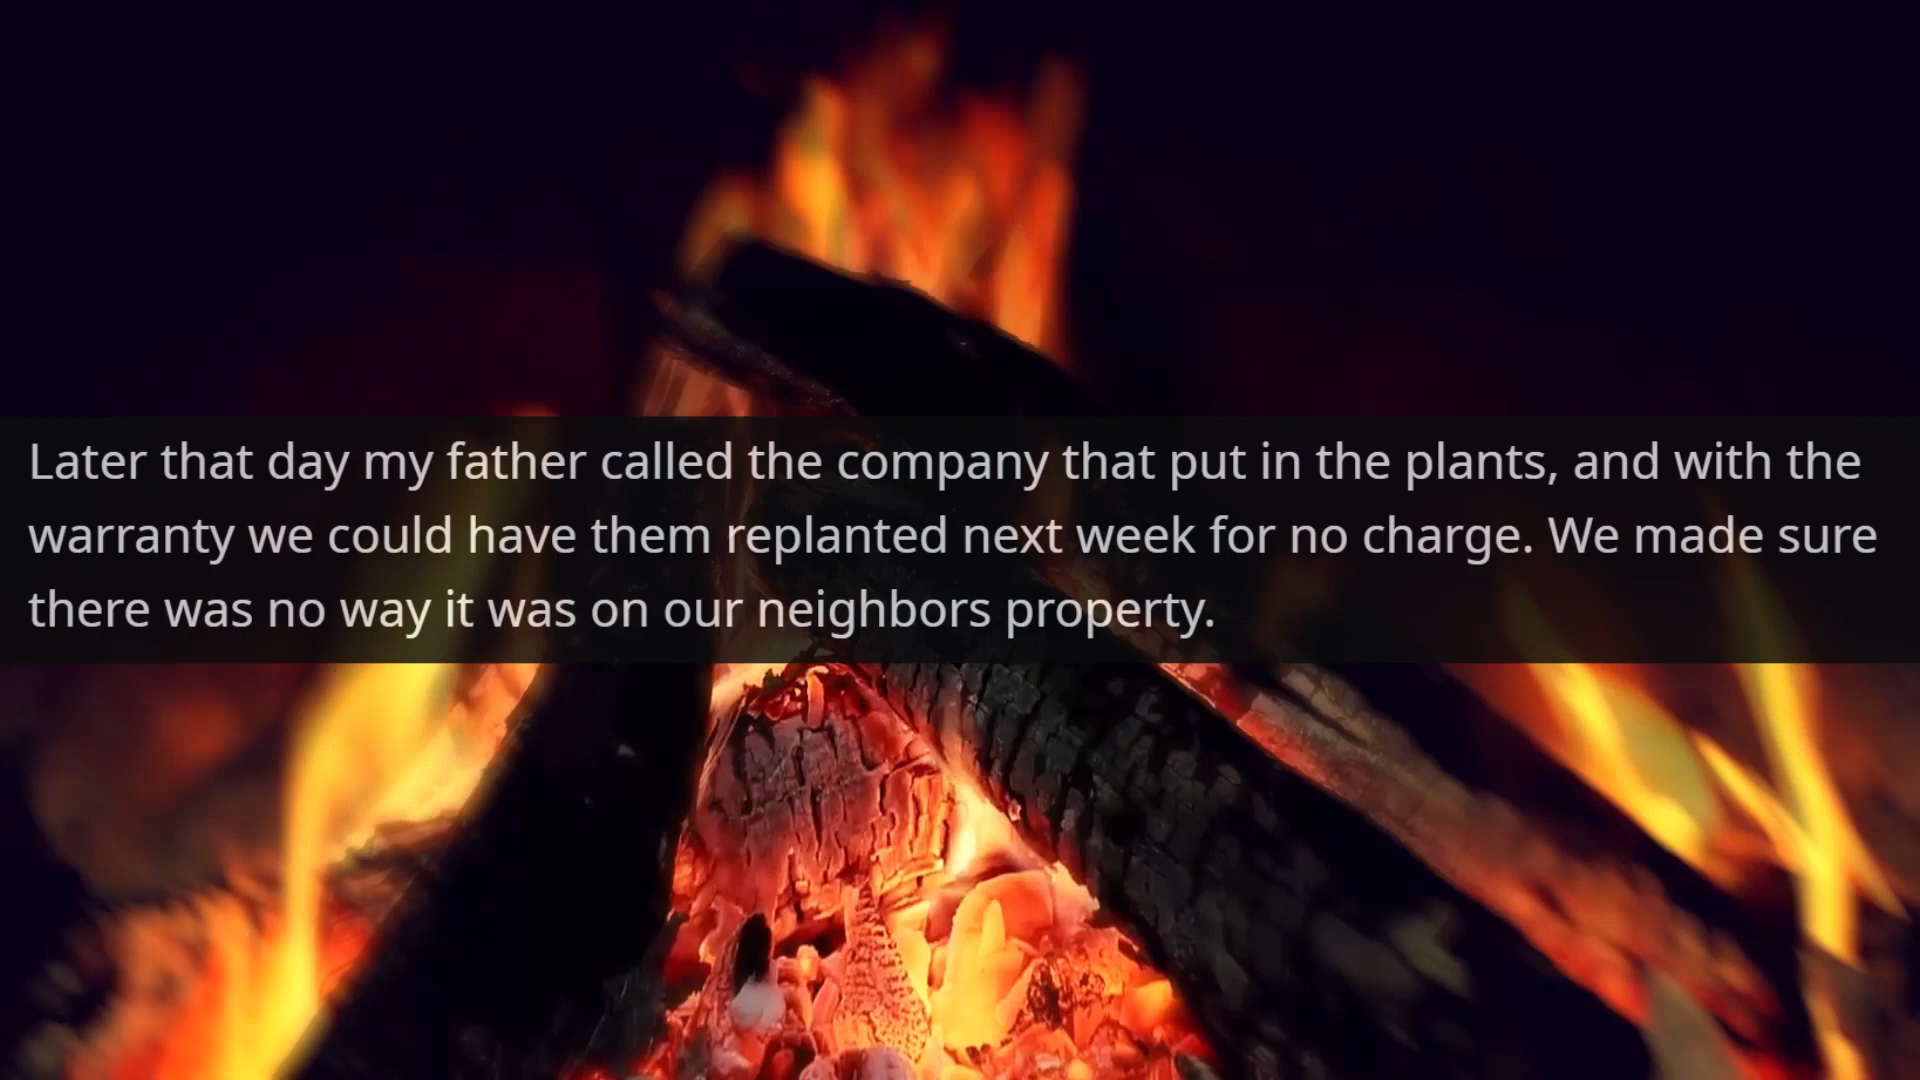 Later that day my father called the company that put in the plants, and with the
warranty we could have them replanted next week for no charge. We made sure
there was no way it was on our neighbors property.